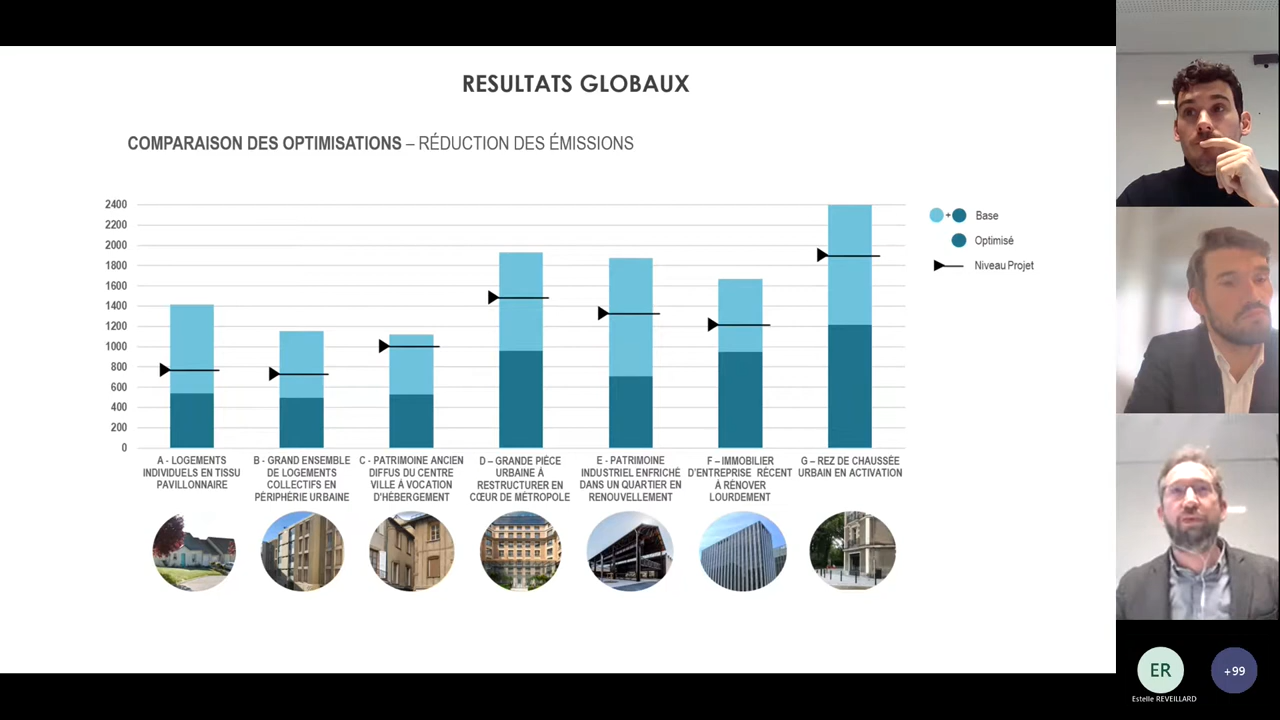 RESULTATS GLOBAUX
COMPARAISON DES OPTIMISATIONS – RÉDUCTION DES ÉMISSIONS
2400
2200
2000
1800
1600
1400
1200
1000
800
600
400
200
0
+ Base
Optimisé
Niveau Projet
A - LOGEMENTS
INDIVIDUELS EN TISSU
PAVILLONNAIRE
B - GRAND ENSEMBLE
DE LOGEMENTS
COLLECTIFS EN
PÉRIPHÉRIE URBAINE
C - PATRIMOINE ANCIEN
DIFFUS DU CENTRE
VILLE À VOCATION
D'HÉBERGEMENT
D – GRANDE PIÈCE
URBAINE À
RESTRUCTURER EN
CŒUR DE MÉTROPOLE
E - PATRIMOINE
INDUSTRIEL ENFRICHÉ
DANS UN QUARTIER EN
RENOUVELLEMENT
F – IMMOBILIER
D'ENTREPRISE RÉCENT
À RÉNOVER
LOURDEMENT
G – REZ DE CHAUSSÉE
URBAIN EN ACTIVATION
ER
Estelle REVEILLARD
+99